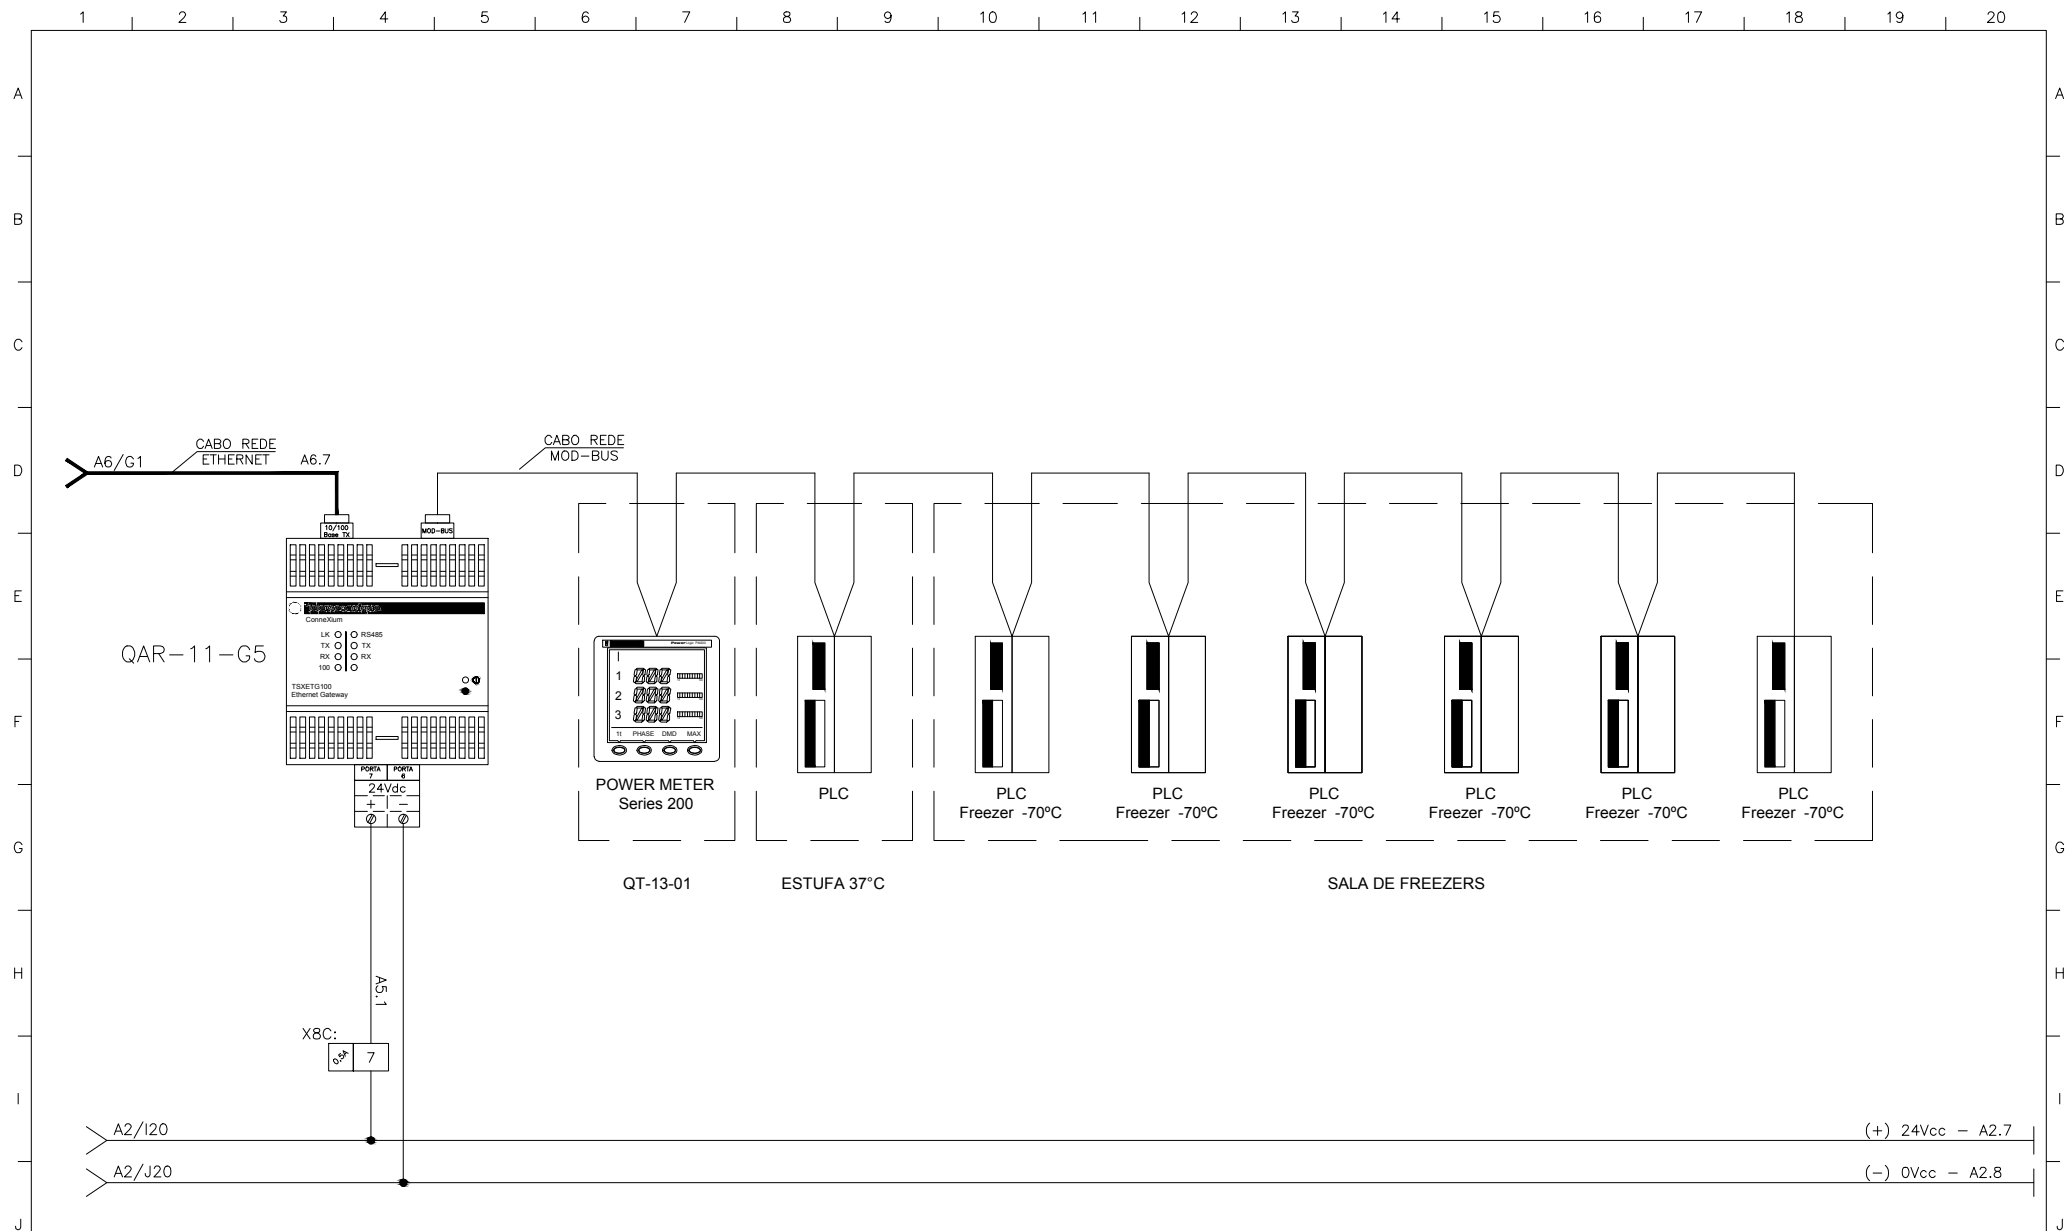 1 2 3 4 5 6 7 8 9 10 11 12 13 14 15 16 17 18 19 20
A A
B B
C C
D D
E E
F F
G G
H H
I I
J J
A6/G1
CABO REDE
ETHERNET
A6.7
CABO REDE
MOD-BUS
10/100
Base TX
MOD-BUS
QAR-11-G5
ConneXium
LK RS485
TX TX
RX RX
100
TSXETG100
Ethernet Gateway
PORTA
7
PORTA
6
24Vdc
+ −
A5.1
X8C:
0.5A 7
1
2
3
PHASE DMD MAX
POWER METER
Series 200
QT-13-01
PLC
ESTUFA 37°C
PLC
Freezer -70ºC
PLC
Freezer -70ºC
PLC
Freezer -70ºC
PLC
Freezer -70ºC
PLC
Freezer -70ºC
PLC
Freezer -70ºC
SALA DE FREEZERS
A2/I20
(+) 24Vcc − A2.7
A2/J20
(−) 0Vcc − A2.8